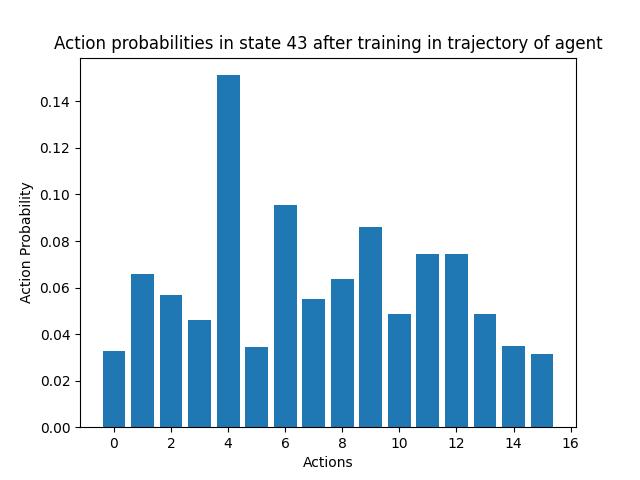 Action probabilities in state 43 after training in trajectory of agent
Action Probability
0.14
0.12
0.10
0.08
0.06
0.04
0.02
0.00
0 2 4 6 8 10 12 14 16
Actions